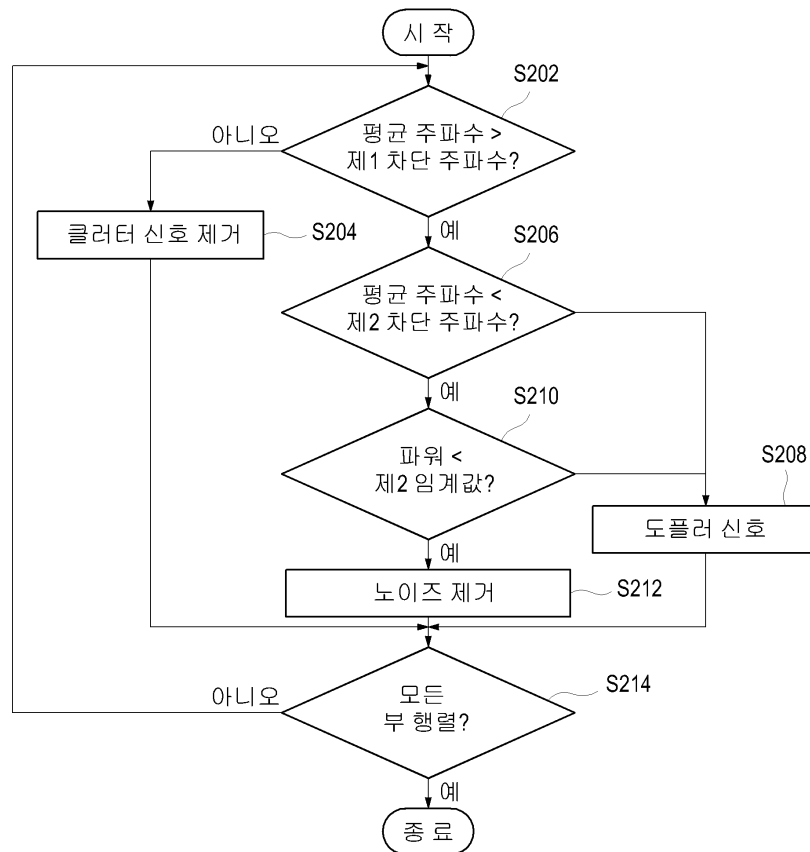 시 작
S202
평균 주파수 >
제1 차단 주파수?
아니오
예
클러터 신호 제거
S204
S206
평균 주파수 <
제2 차단 주파수?
예
S210
파워 <
제2 임계값?
S208
도플러 신호
예
노이즈 제거
S212
아니오
모든
부 행렬?
S214
예
종 료